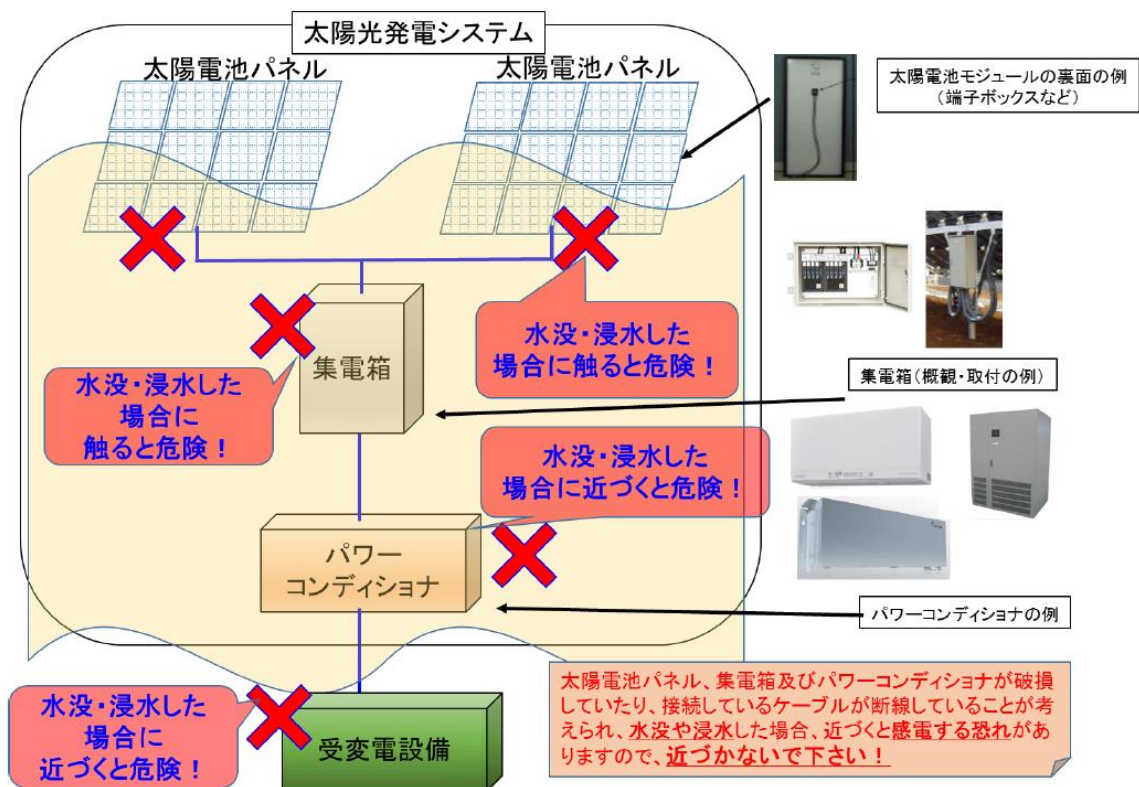 太陽光発電システム
太陽電池パネル
太陽電池パネル
太陽電池モジュールの裏面の例
(端子ボックスなど)
水没・浸水した
場合に触ると危険!
集電箱
水没・浸水した
場合に
触ると危険!
集電箱(概観・取付の例)
水没・浸水した
場合に近づくと危険!
パワー
コンディショナ
パワーコンディショナの例
水没・浸水した
場合に
近づくと危険!
受変電設備
太陽電池パネル、集電箱及びパワーコンディショナが破損
していたり、接続しているケーブルが断線していることが考
えられ、水没や浸水した場合、近づくと感電する恐れがあ
りますので、近づかないで下さい!